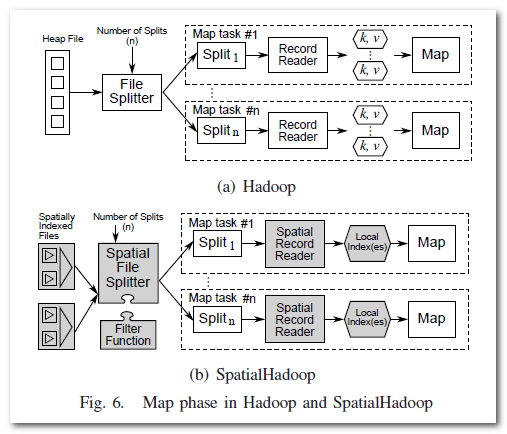 Heap File
Number of Splits
(n)
File
Splitter
Map task #1
Split 1
Record
Reader
k, v
k, v
Map
Map task #n
Split n
Record
Reader
k, v
k, v
Map
(a) Hadoop
Spatially
Indexed
Files
Number of Splits
(n)
Spatial
File
Splitter
Filter
Function
Map task #1
Split 1
Spatial
Record
Reader
Local
Index(es)
Map
Map task #n
Split n
Spatial
Record
Reader
Local
Index(es)
Map
(b) SpatialHadoop
Fig. 6. Map phase in Hadoop and SpatialHadoop